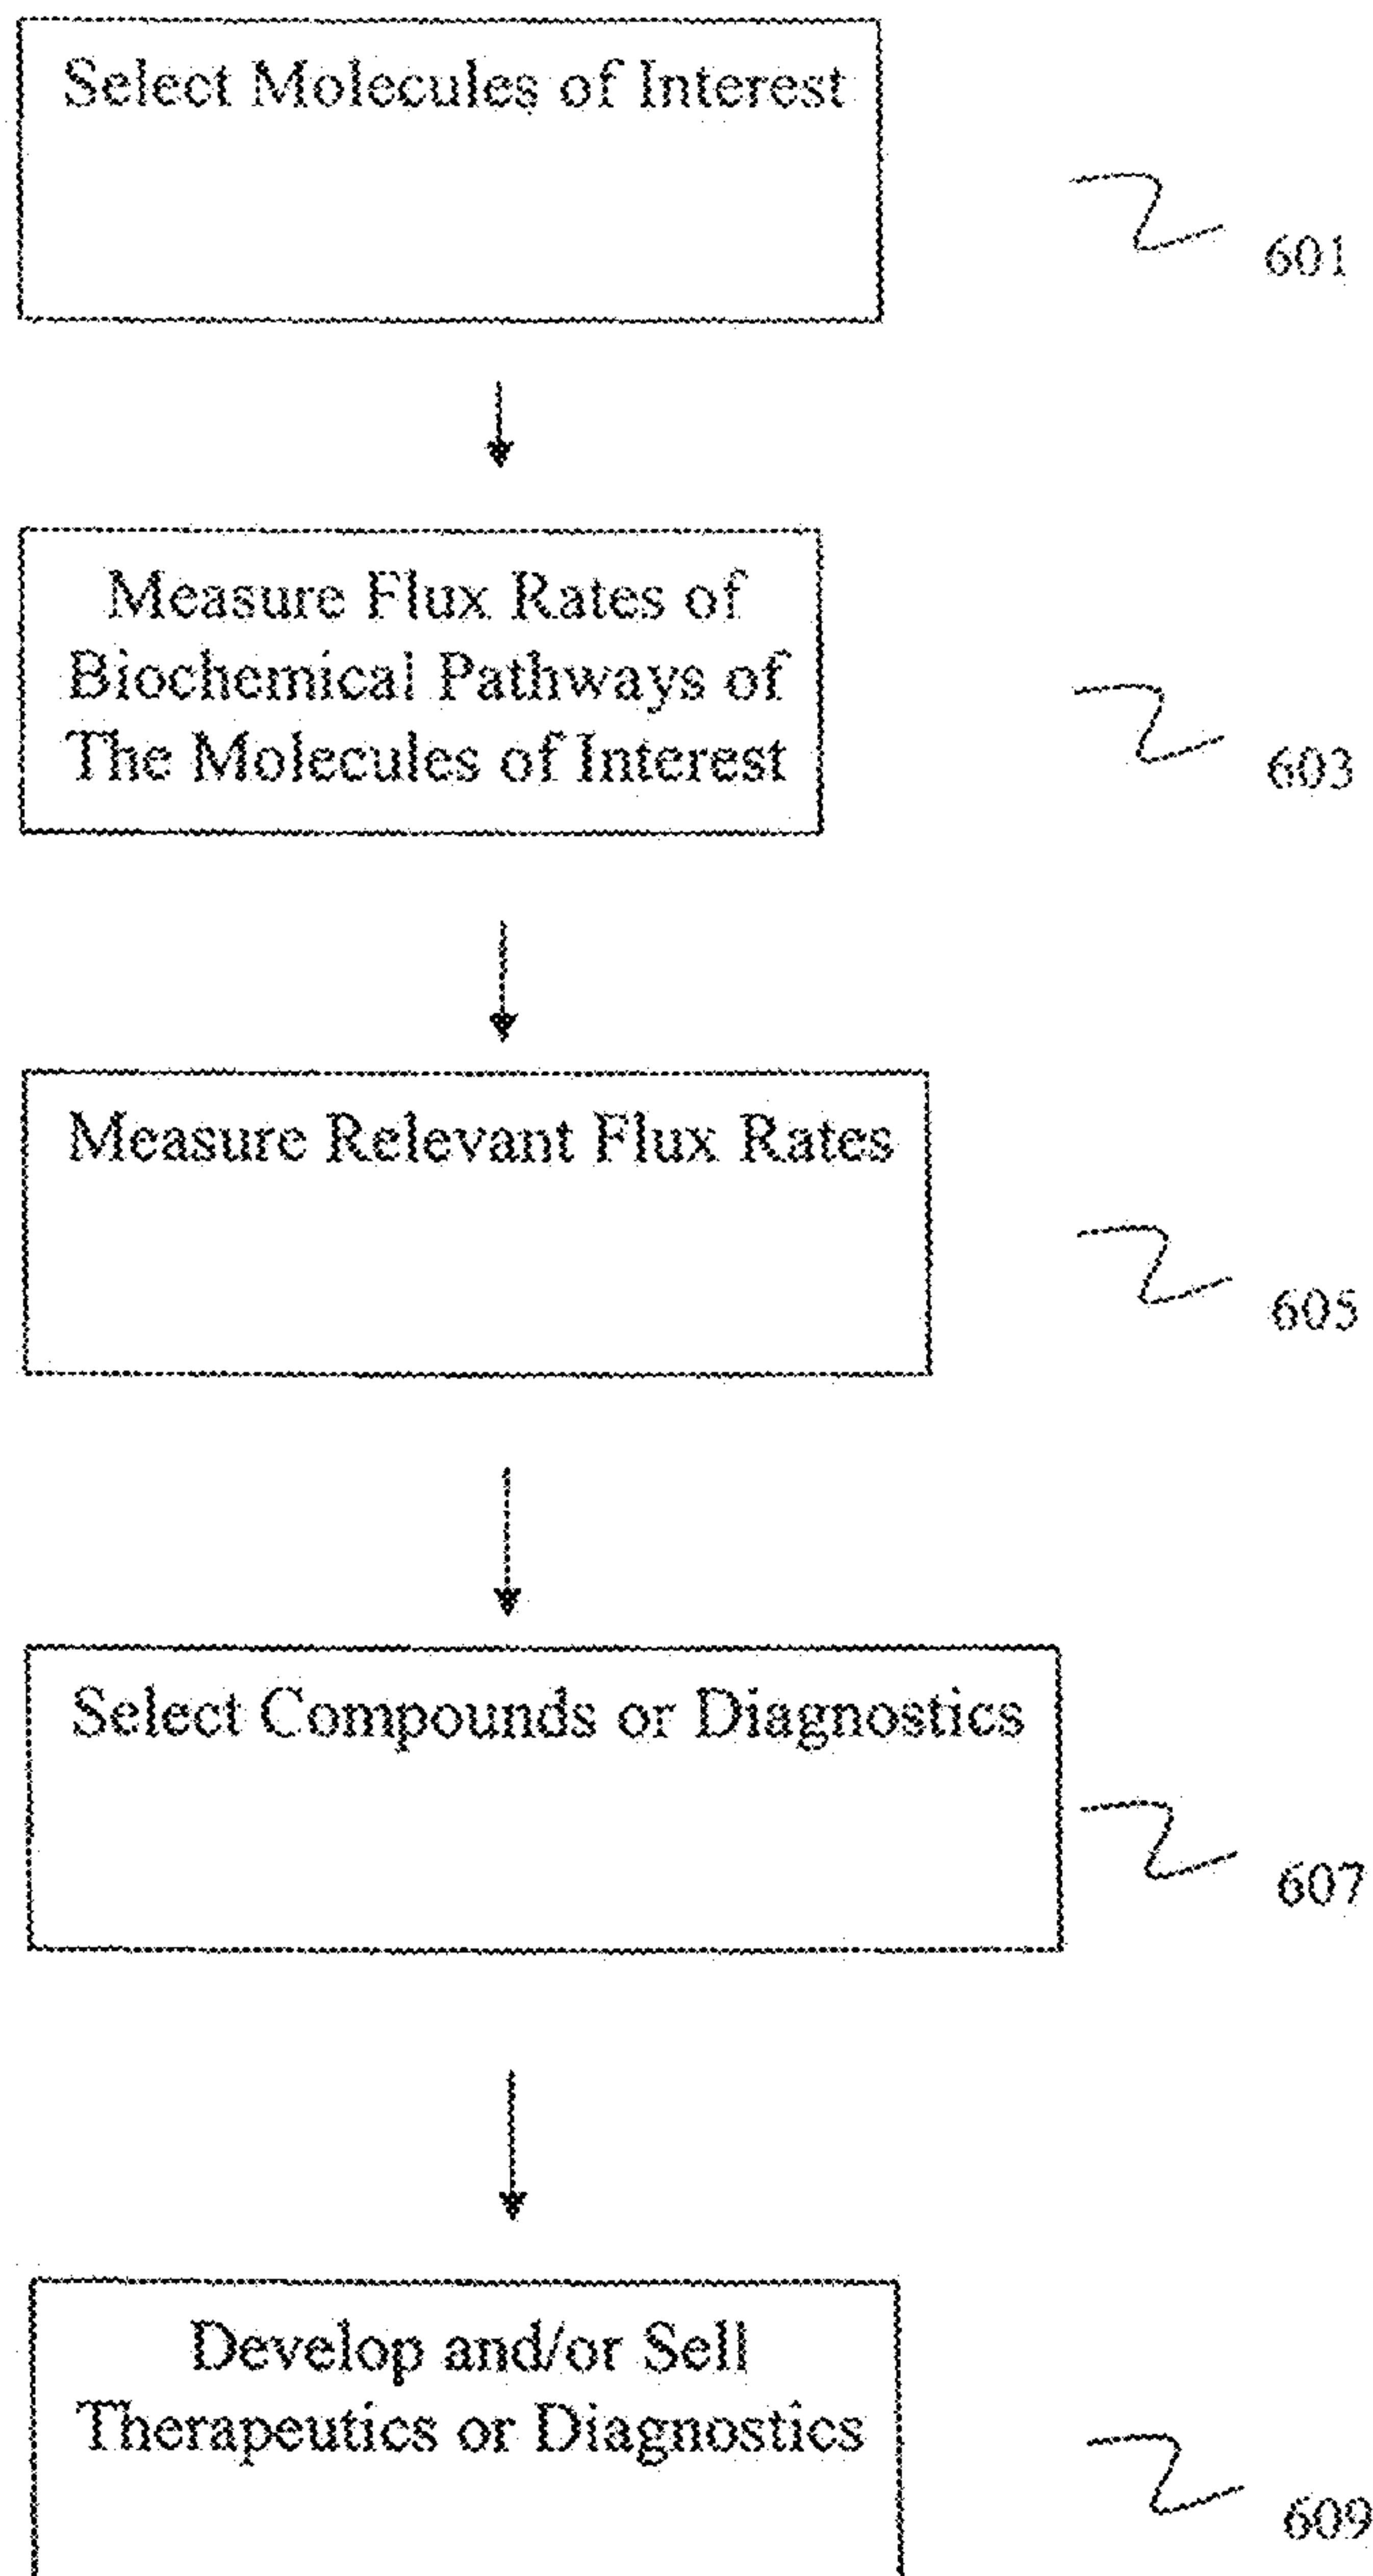 Select Molecules of Interest
601
Measure Flux Rates of
Biochemical Pathways of
The Molecules of Interest
603
Measure Relevant Flux Rates
605
Select Compounds or Diagnostics
607
Develop and/or Sell
Therapeutics or Diagnostics
609